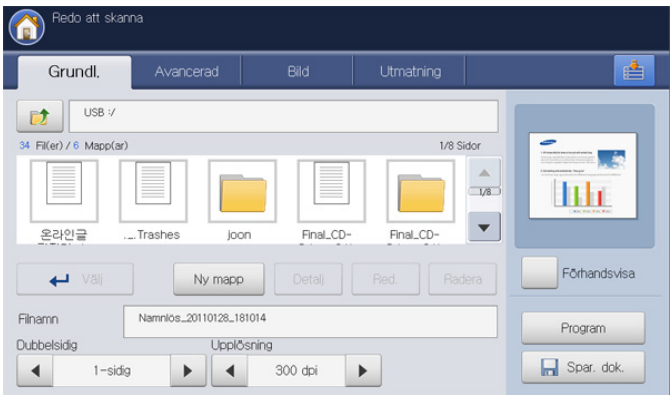 Redo att skanna
Grundl.
Avancerad
Bild
Utmatning
USB :/
34 Fil(er) / 6 Mapp(ar)
1/8 Sidor
1/8
온라인글
._.Trashes
joon
Final_CD-
Final_CD-
Välj
Ny mapp
Detalj
Red.
Radera
Förhandsvisa
Filnamn
Namnlös_20110128_181014
Dubbelsidig
Upplösning
1-sidig
300 dpi
Program
Spar. dok.